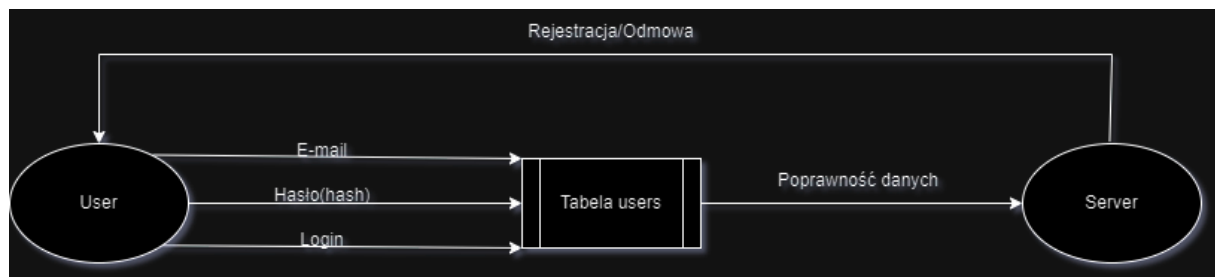 Rejestracja/Odmowa
E-mail
Hasło(hash)
Login
User
Tabela users
Poprawność danych
Server